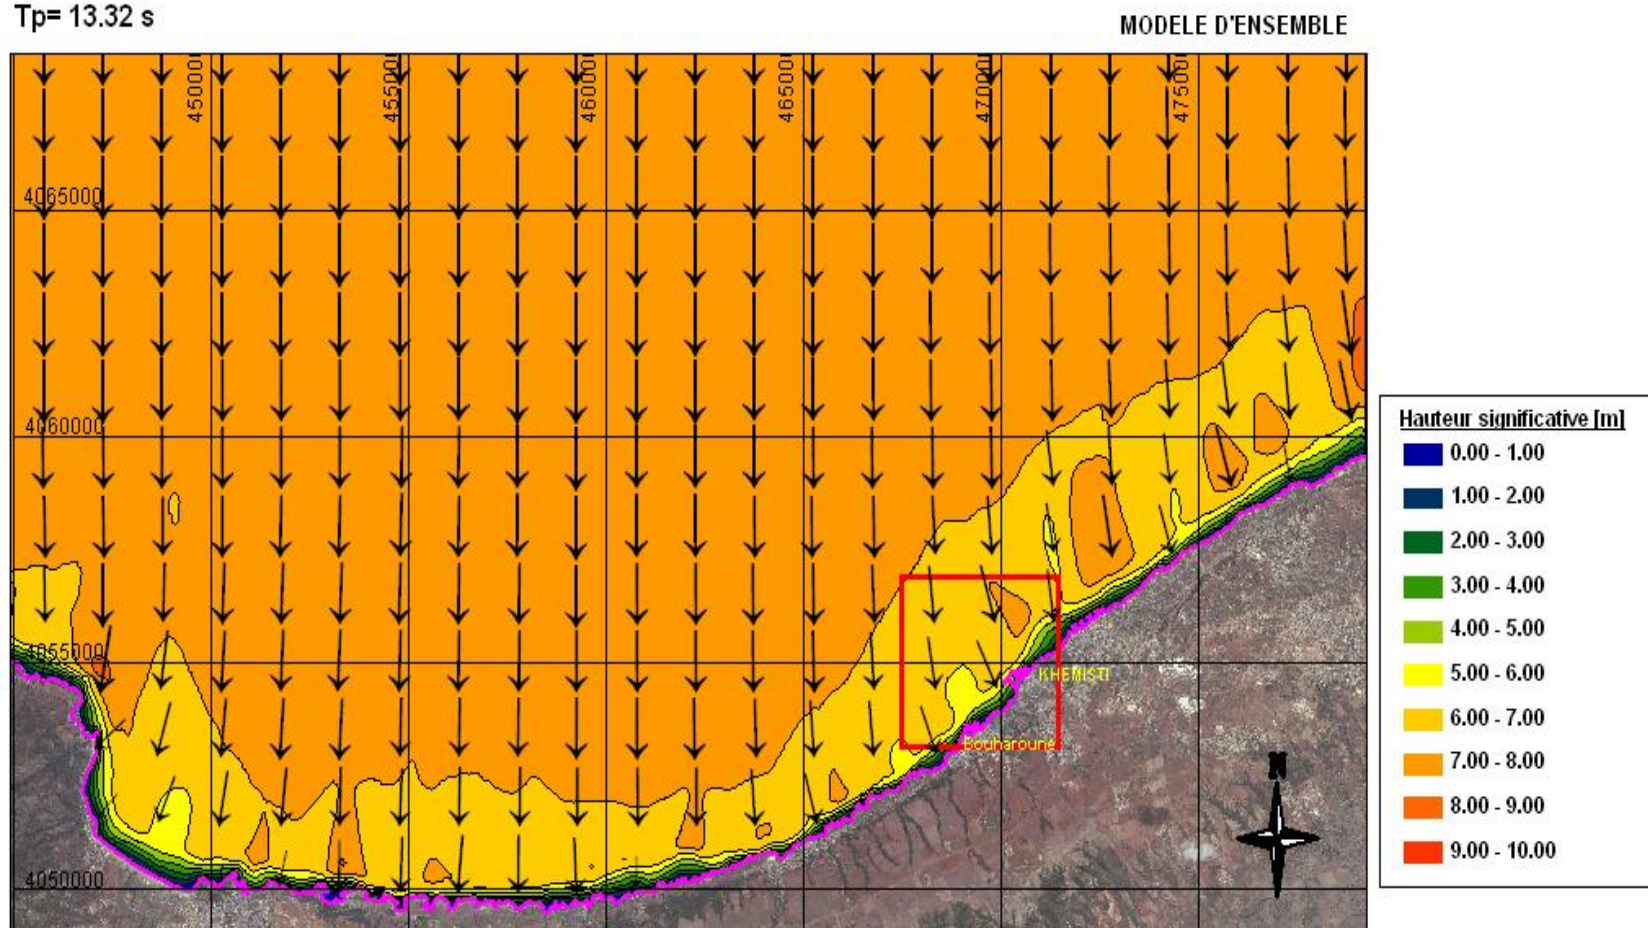 Tp= 13.32 s
MODELE D'ENSEMBLE
450000
455000
460000
465000
470000
475000
4065000
4060000
4055000
4050000
KHEMISTI
Bouharoune
N
Hauteur significative [m]
0.00 - 1.00
1.00 - 2.00
2.00 - 3.00
3.00 - 4.00
4.00 - 5.00
5.00 - 6.00
6.00 - 7.00
7.00 - 8.00
8.00 - 9.00
9.00 - 10.00